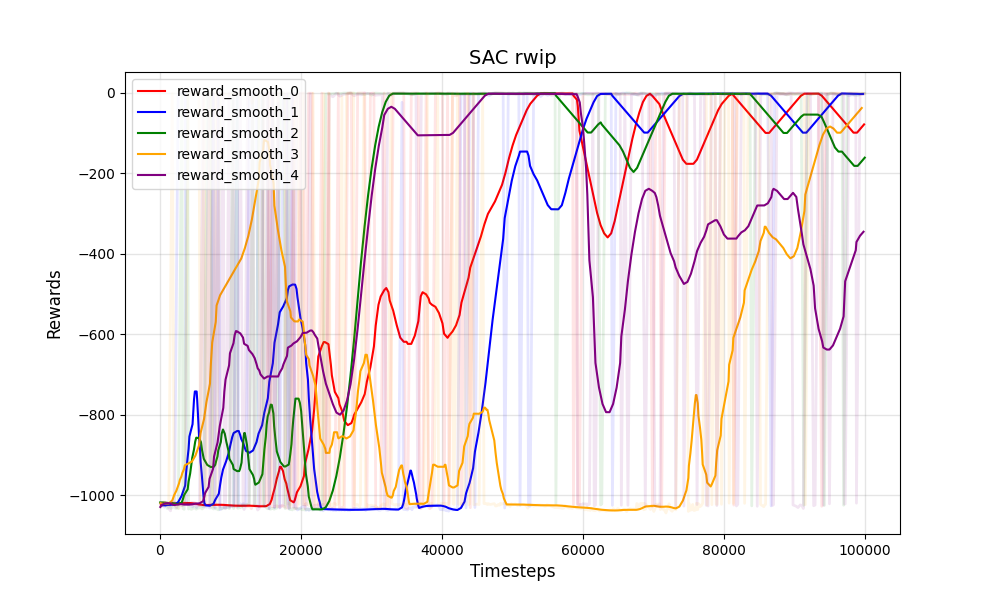 SAC rwip
reward_smooth_0
reward_smooth_1
reward_smooth_2
reward_smooth_3
reward_smooth_4
Rewards
0
−200
−400
−600
−800
−1000
0
20000
40000
60000
80000
100000
Timesteps